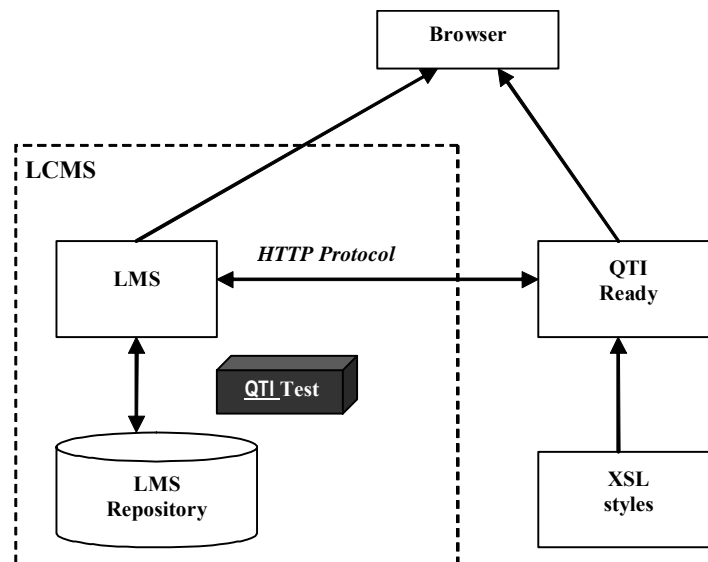 Browser
LCMS
HTTP Protocol
LMS
QTI
Ready
QTI Test
LMS
Repository
XSL
styles